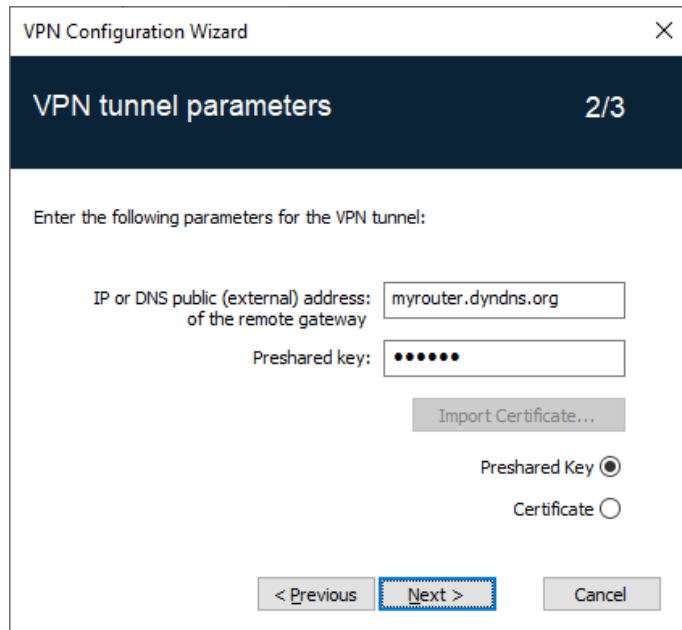 VPN Configuration Wizard
VPN tunnel parameters 2/3
Enter the following parameters for the VPN tunnel:
IP or DNS public (external) address: myrouter.dyndns.org
of the remote gateway
Preshared key: ●●●●●●
Import Certificate...
Preshared Key
Certificate
< Previous Next > Cancel